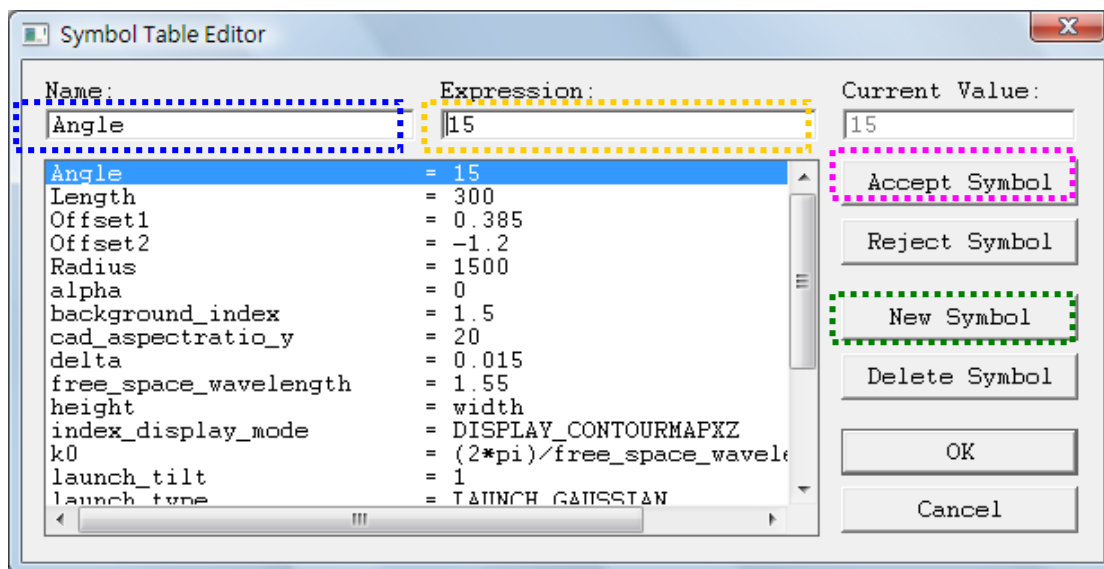 Symbol Table Editor
Name: Expression: Current Value:
Angle 15 15
Angle = 15
Length = 300
Offset1 = 0.385
Offset2 = -1.2
Radius = 1500
alpha = 0
background_index = 1.5
cad_aspectratio_y = 20
delta = 0.015
free_space_wavelength = 1.55
height = width
index_display_mode = DISPLAY_CONTOURMAPXZ
k0 = (2*pi)/free_space_wavele
launch_tilt = 1
launch_type = LAUNCH_GAUSSIAN
Accept Symbol
Reject Symbol
New Symbol
Delete Symbol
OK
Cancel